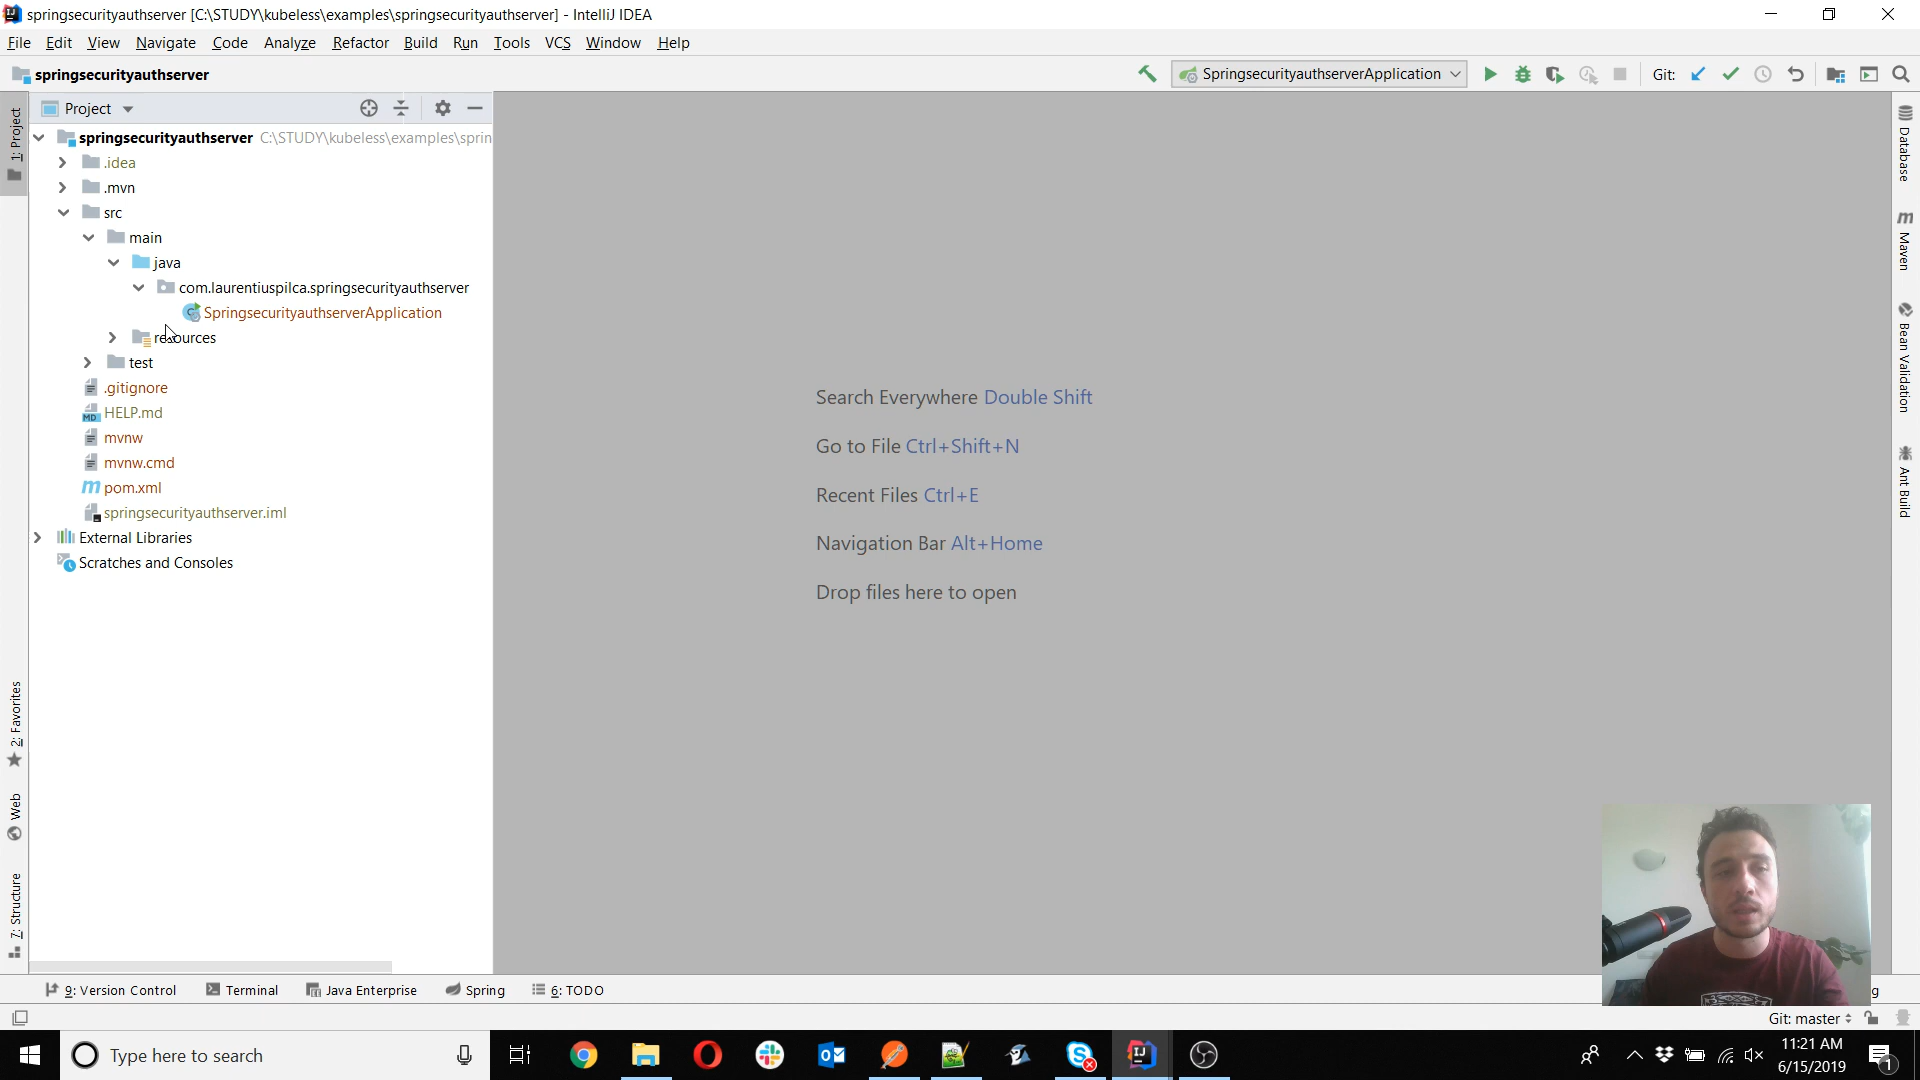 springsecurityauthserver [C:\STUDY\kubeless\examples\springsecurityauthserver] - IntelliJ IDEA
File Edit View Navigate Code Analyze Refactor Build Run Tools VCS Window Help
springsecurityauthserver
SpringsecurityauthserverApplication
Git:
Project
springsecurityauthserver C:\STUDY\kubeless\examples\sprin
.idea
.mvn
src
main
java
com.laurentiuspilca.springsecurityauthserver
SpringsecurityauthserverApplication
resources
test
.gitignore
MD HELP.md
mvnw
mvnw.cmd
m pom.xml
springsecurityauthserver.iml
External Libraries
Scratches and Consoles
1: Project
2: Favorites
Web
7: Structure
Search Everywhere Double Shift
Go to File Ctrl+Shift+N
Recent Files Ctrl+E
Navigation Bar Alt+Home
Drop files here to open
Database
m Maven
Bean Validation
Ant Build
9: Version Control
Terminal
Java Enterprise
Spring
6: TODO
g
Git: master
Type here to search
11:21 AM
6/15/2019
1